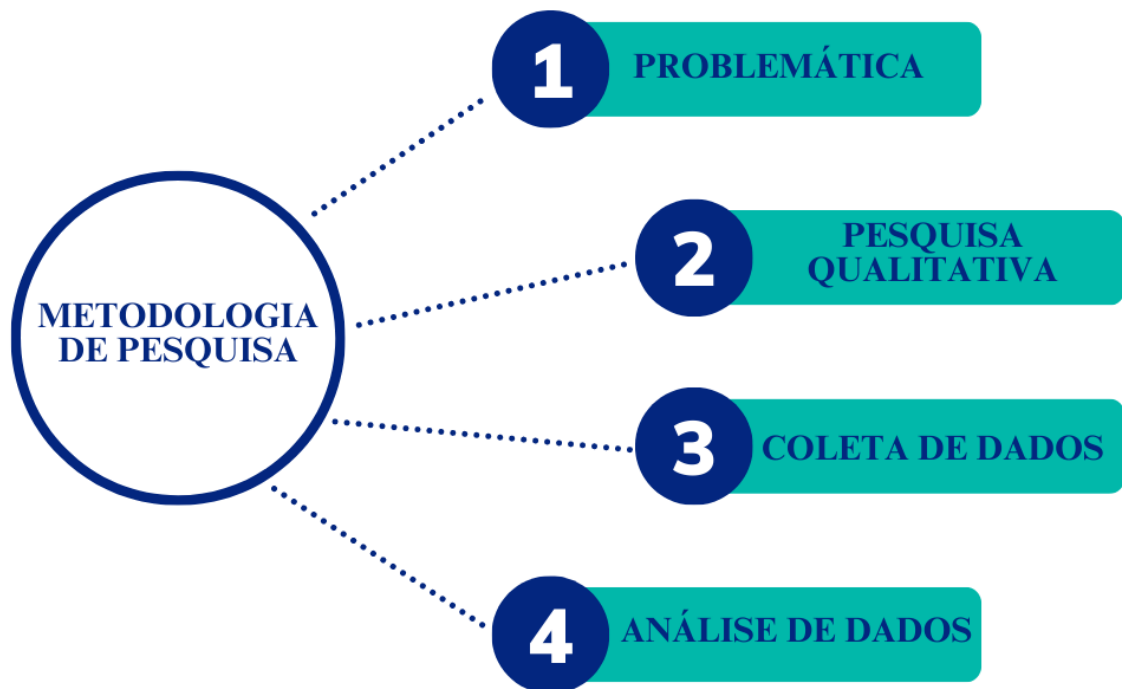 METODOLOGIA
DE PESQUISA
1
PROBLEMÁTICA
2
PESQUISA
QUALITATIVA
3
COLETA DE DADOS
4
ANÁLISE DE DADOS